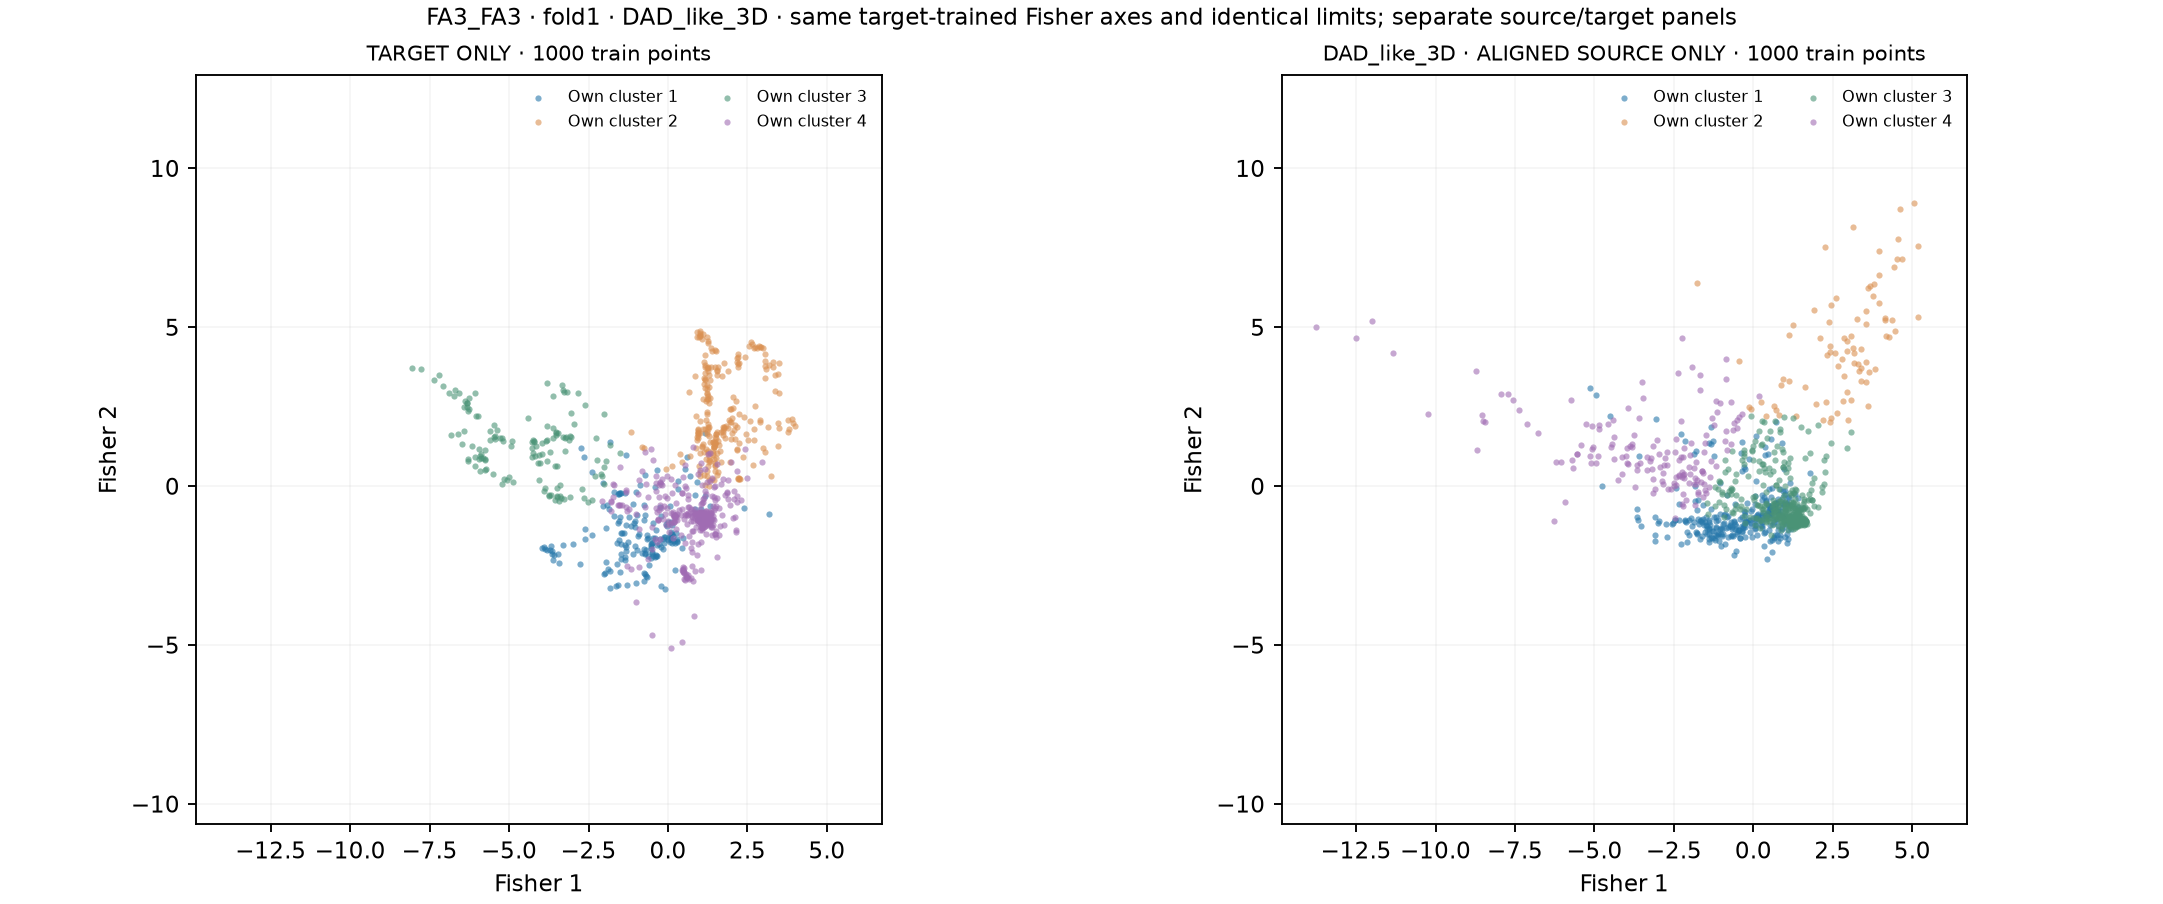 FA3_FA3 · fold1 · DAD_like_3D · same target-trained Fisher axes and identical limits; separate source/target panels
TARGET ONLY · 1000 train points
Own cluster 1
Own cluster 2
Own cluster 3
Own cluster 4
10
5
0
−5
−10
Fisher 2
−12.5 −10.0 −7.5 −5.0 −2.5 0.0 2.5 5.0
Fisher 1
DAD_like_3D · ALIGNED SOURCE ONLY · 1000 train points
Own cluster 1
Own cluster 2
Own cluster 3
Own cluster 4
10
5
0
−5
−10
Fisher 2
−12.5 −10.0 −7.5 −5.0 −2.5 0.0 2.5 5.0
Fisher 1